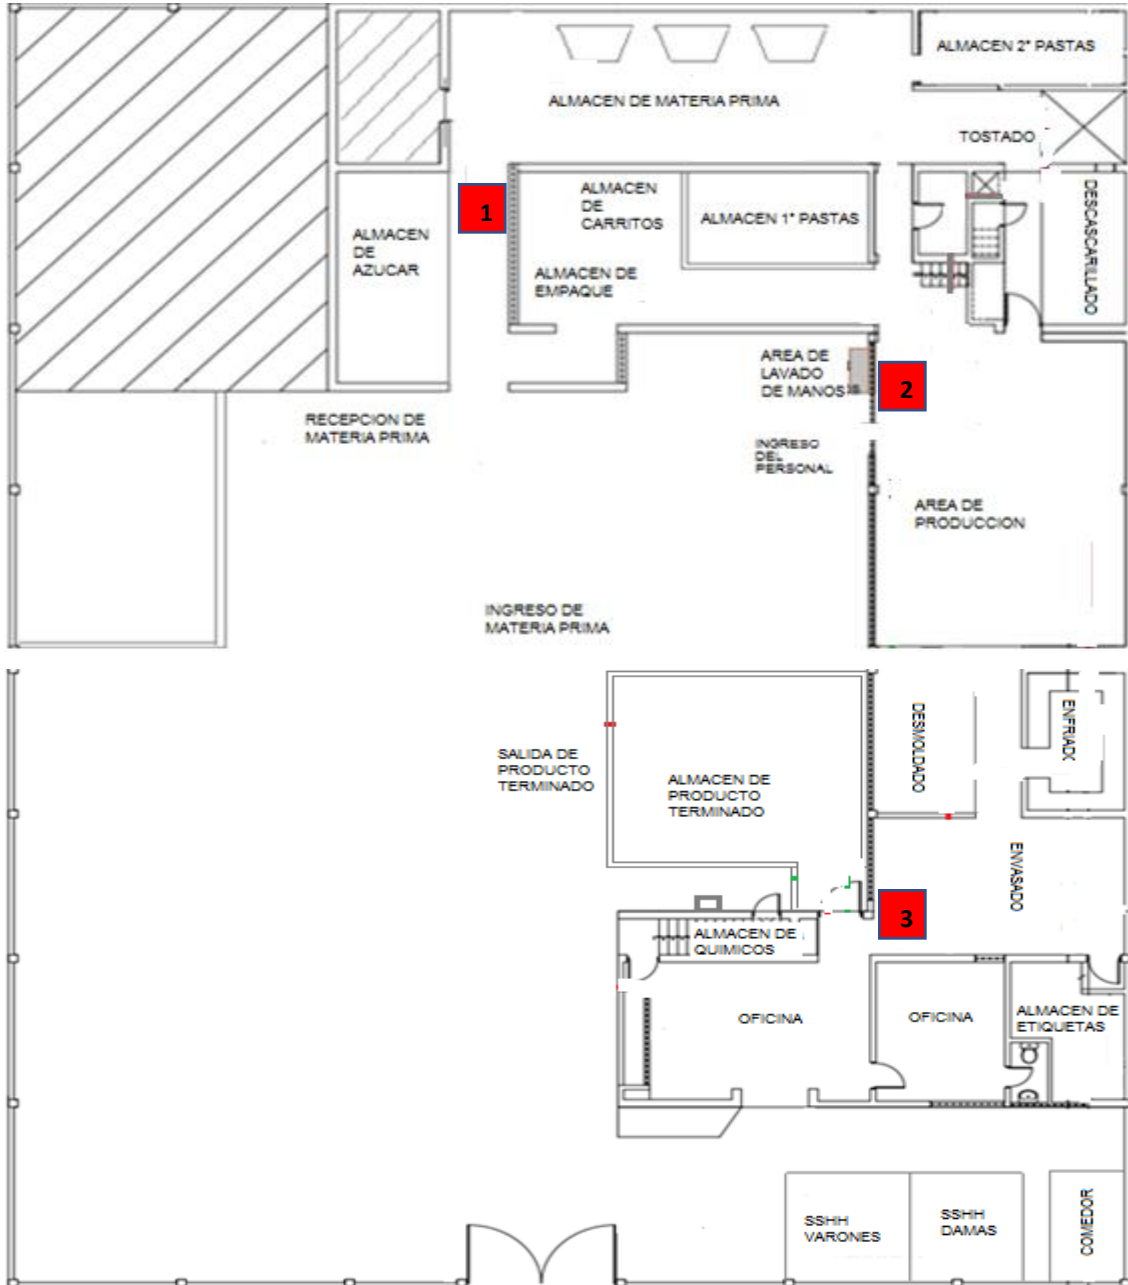 ALMACEN 2° PASTAS
ALMACEN DE MATERIA PRIMA
TOSTADO
1
ALMACEN
DE
CARRITOS
ALMACEN 1° PASTAS
DESCASCARILLADO
ALMACEN
DE
AZUCAR
ALMACEN DE
EMPAQUE
AREA DE
LAVADO
DE MANOS
2
RECEPCION DE
MATERIA PRIMA
INGRESO
DEL
PERSONAL
AREA DE
PRODUCCION
INGRESO DE
MATERIA PRIMA
SALIDA DE
PRODUCTO
TERMINADO
ALMACEN DE
PRODUCTO
TERMINADO
DESMOLDADO
ENFRIADO
ENVASADO
3
ALMACEN DE
QUIMICOS
OFICINA
OFICINA
ALMACEN DE
ETIQUETAS
SSHH
VARONES
SSHH
DAMAS
COMEDOR